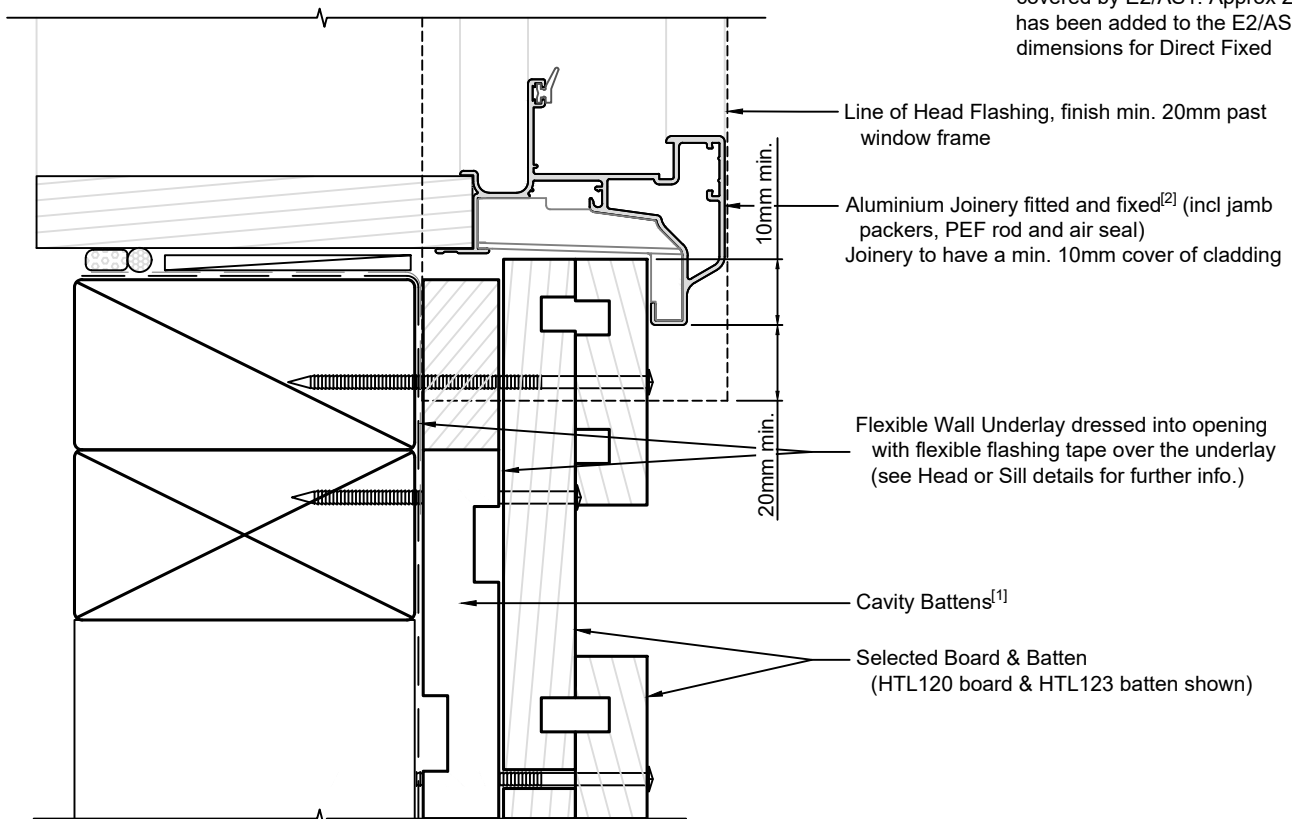 covered by E2/AS1. Approx 2
has been added to the E2/AS
dimensions for Direct Fixed
Line of Head Flashing, finish min. 20mm past
window frame
10mm min.
Aluminium Joinery fitted and fixed[2] (incl jamb
packers, PEF rod and air seal)
Joinery to have a min. 10mm cover of cladding
20mm min.
Flexible Wall Underlay dressed into opening
with flexible flashing tape over the underlay
(see Head or Sill details for further info.)
Cavity Battens[1]
Selected Board & Batten
(HTL120 board & HTL123 batten shown)